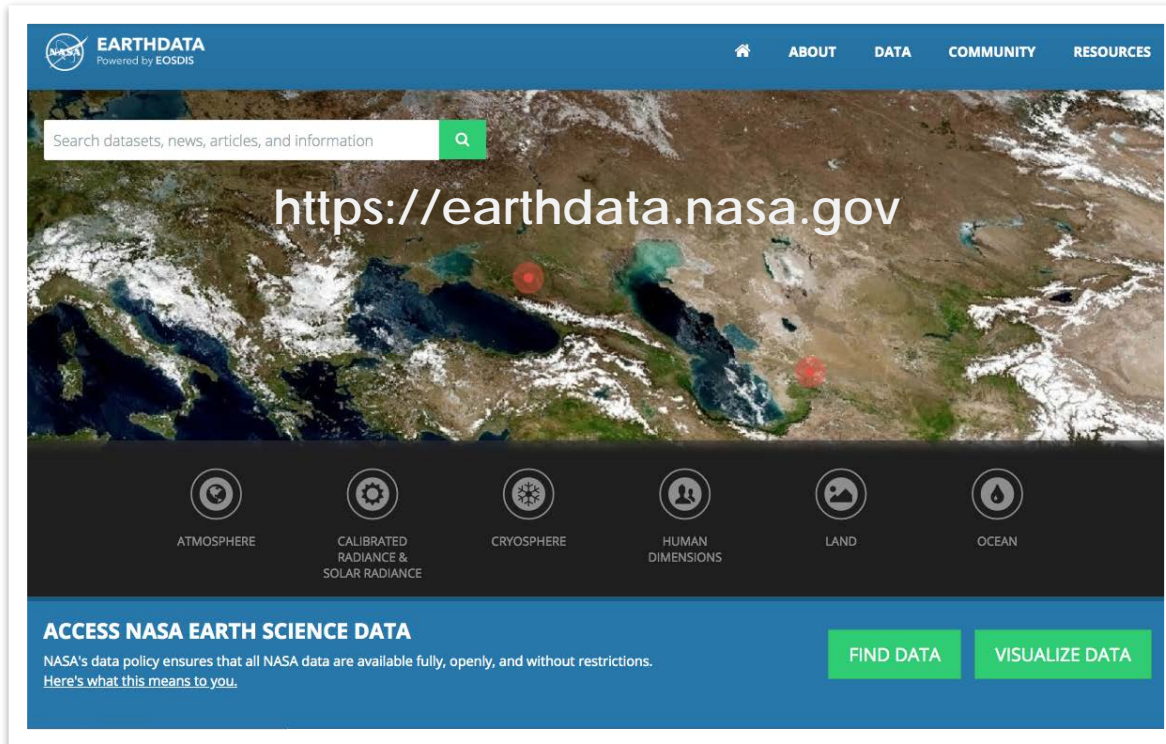 NASA
EARTHDATA
Powered by EOSDIS
ABOUT DATA COMMUNITY RESOURCES
Search datasets, news, articles, and information
https://earthdata.nasa.gov
ATMOSPHERE
CALIBRATED
RADIANCE &
SOLAR RADIANCE
CRYOSPHERE
HUMAN
DIMENSIONS
LAND
OCEAN
ACCESS NASA EARTH SCIENCE DATA
NASA's data policy ensures that all NASA data are available fully, openly, and without restrictions.
Here's what this means to you.
FIND DATA
VISUALIZE DATA